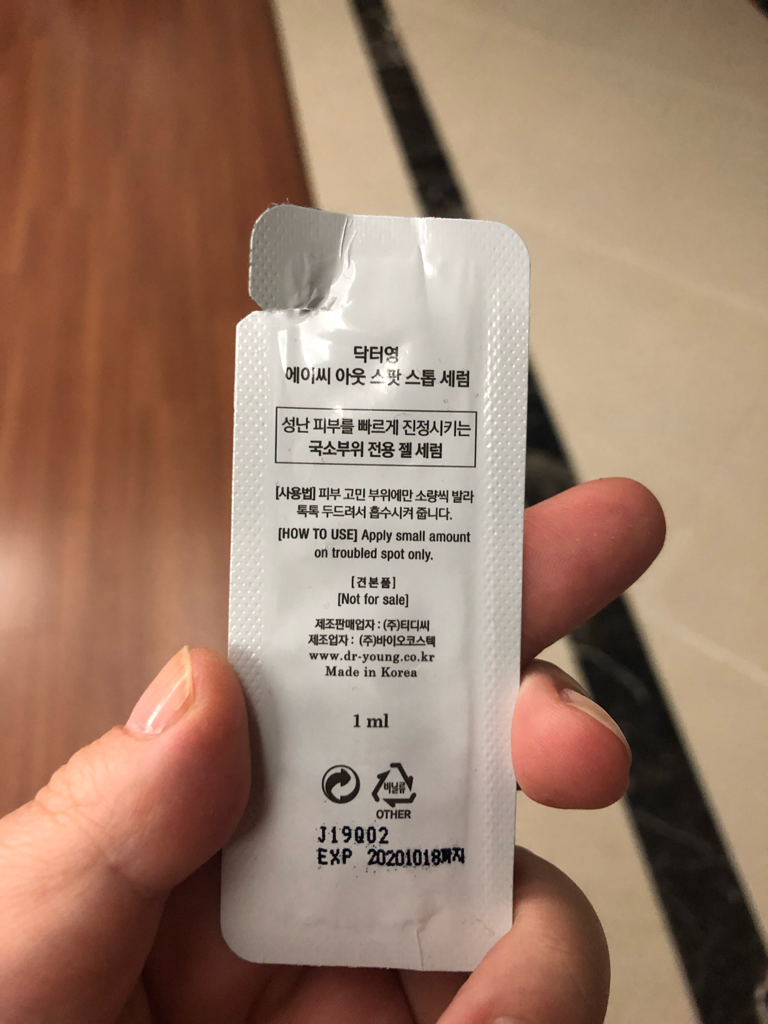 닥터영
에이씨 아웃 스팟 스톱 세럼
성난 피부를 빠르게 진정시키는
국소부위 전용 젤 세럼
[사용법] 피부 고민 부위에만 소량씩 발라
톡톡 두드려서 흡수시켜 줍니다.
[HOW TO USE] Apply small amount
on troubled spot only.
[견본품]
[Not for sale]
제조판매업자 : (주)티디씨
제조업자 : (주)바이오코스텍
www.dr-young.co.kr
Made in Korea
1 ml
비닐류
OTHER
J19Q02
EXP 20201018까지